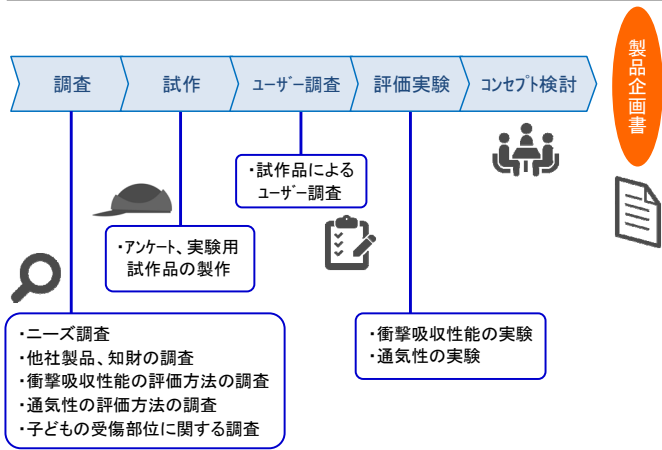 調査
試作
ユーザー調査
評価実験
コンセプト検討
製品企画書
・試作品による
ユーザー調査
・アンケート、実験用
試作品の製作
・ニーズ調査
・他社製品、知財の調査
・衝撃吸収性能の評価方法の調査
・通気性の評価方法の調査
・子どもの受傷部位に関する調査
・衝撃吸収性能の実験
・通気性の実験